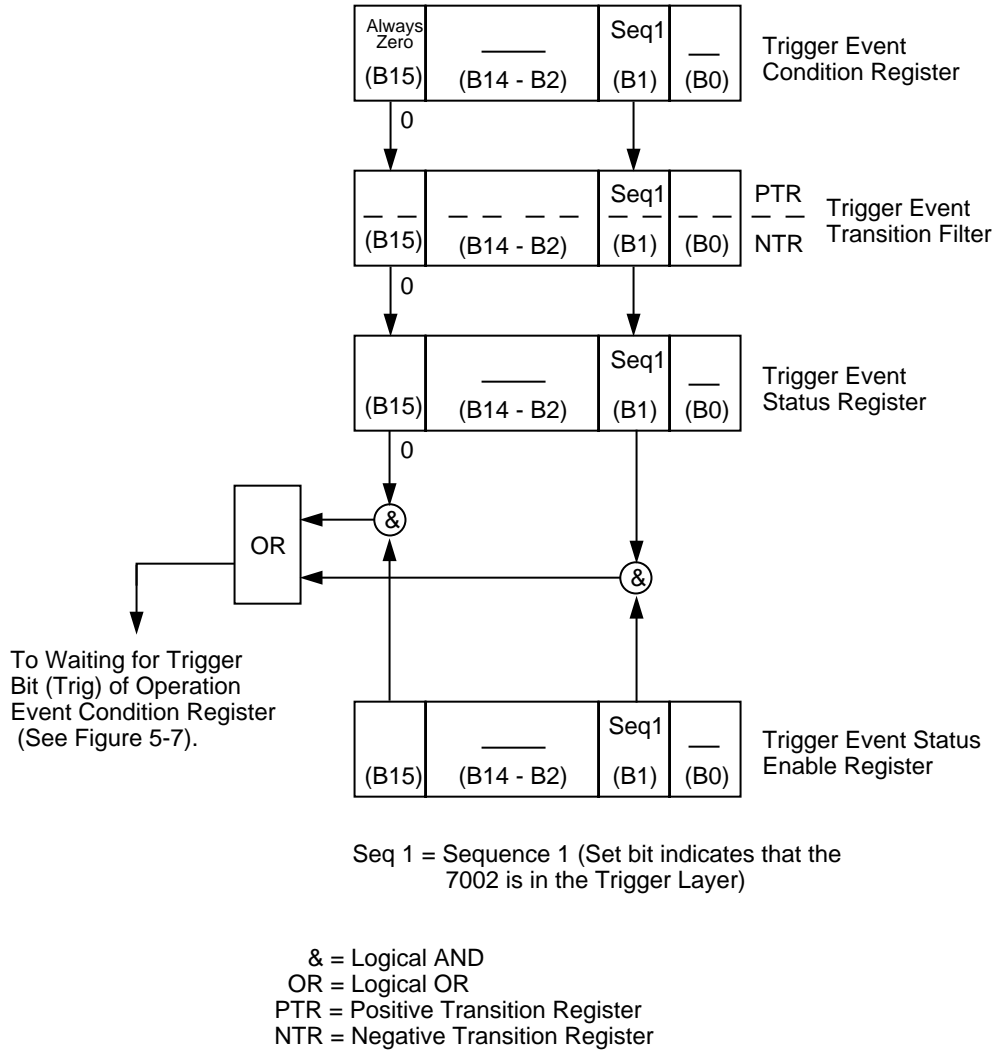 Always
Zero
(B15)
(B14 - B2)
Seq1
(B1)
(B0)
Trigger Event
Condition Register
0
(B15)
(B14 - B2)
Seq1
(B1)
(B0)
PTR
NTR
Trigger Event
Transition Filter
0
(B15)
(B14 - B2)
Seq1
(B1)
(B0)
Trigger Event
Status Register
0
&
OR
&
To Waiting for Trigger
Bit (Trig) of Operation
Event Condition Register
(See Figure 5-7).
(B15)
(B14 - B2)
Seq1
(B1)
(B0)
Trigger Event Status
Enable Register
Seq 1 = Sequence 1 (Set bit indicates that the
7002 is in the Trigger Layer)
& = Logical AND
OR = Logical OR
PTR = Positive Transition Register
NTR = Negative Transition Register